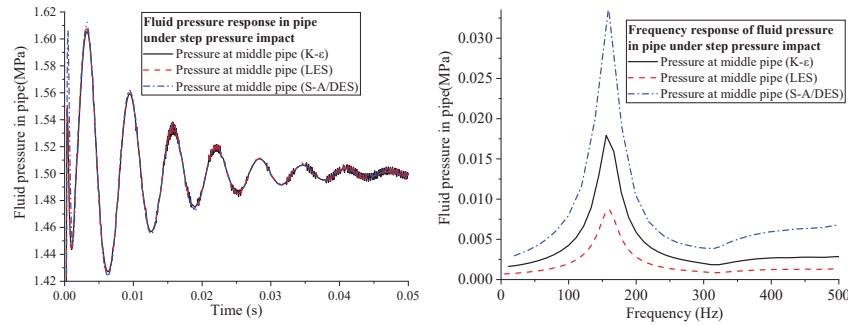 Fluid pressure response in pipe
under step pressure impact
Pressure at middle pipe (K-ε)
Pressure at middle pipe (LES)
Pressure at middle pipe (S-A/DES)
Fluid pressure in pipe(MPa)
1.62
1.60
1.58
1.56
1.54
1.52
1.50
1.48
1.46
1.44
1.42
0.00
0.01
0.02
0.03
0.04
0.05
Time (s)
Frequency response of fluid pressure
in pipe under step pressure impact
Pressure at middle pipe (K-ε)
Pressure at middle pipe (LES)
Pressure at middle pipe (S-A/DES)
Fluid pressure in pipe(MPa)
0.030
0.025
0.020
0.015
0.010
0.005
0.000
0
100
200
300
400
500
Frequency (Hz)